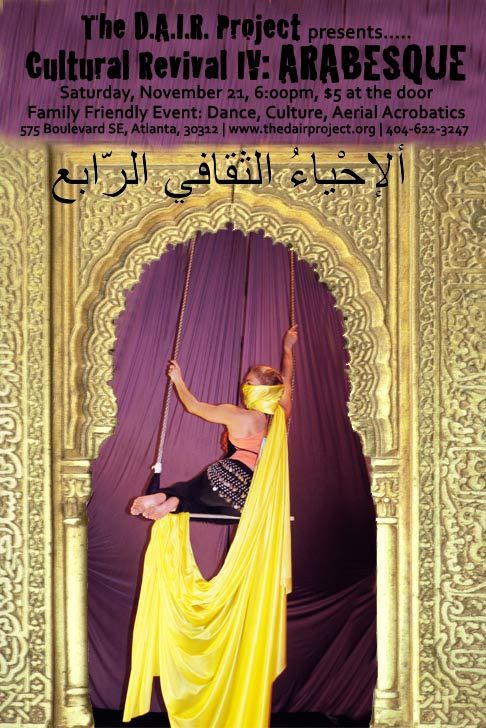 The D.A.I.R. Project presents.....
Cultural Revival IV: ARABESQUE
Saturday, November 21, 6:00pm, $5 at the door
Family Friendly Event: Dance, Culture, Aerial Acrobatics
575 Boulevard SE, Atlanta, 30312 | www.thedairproject.org | 404-622-3247
ألإحْياءُ الثقافي الرّابع